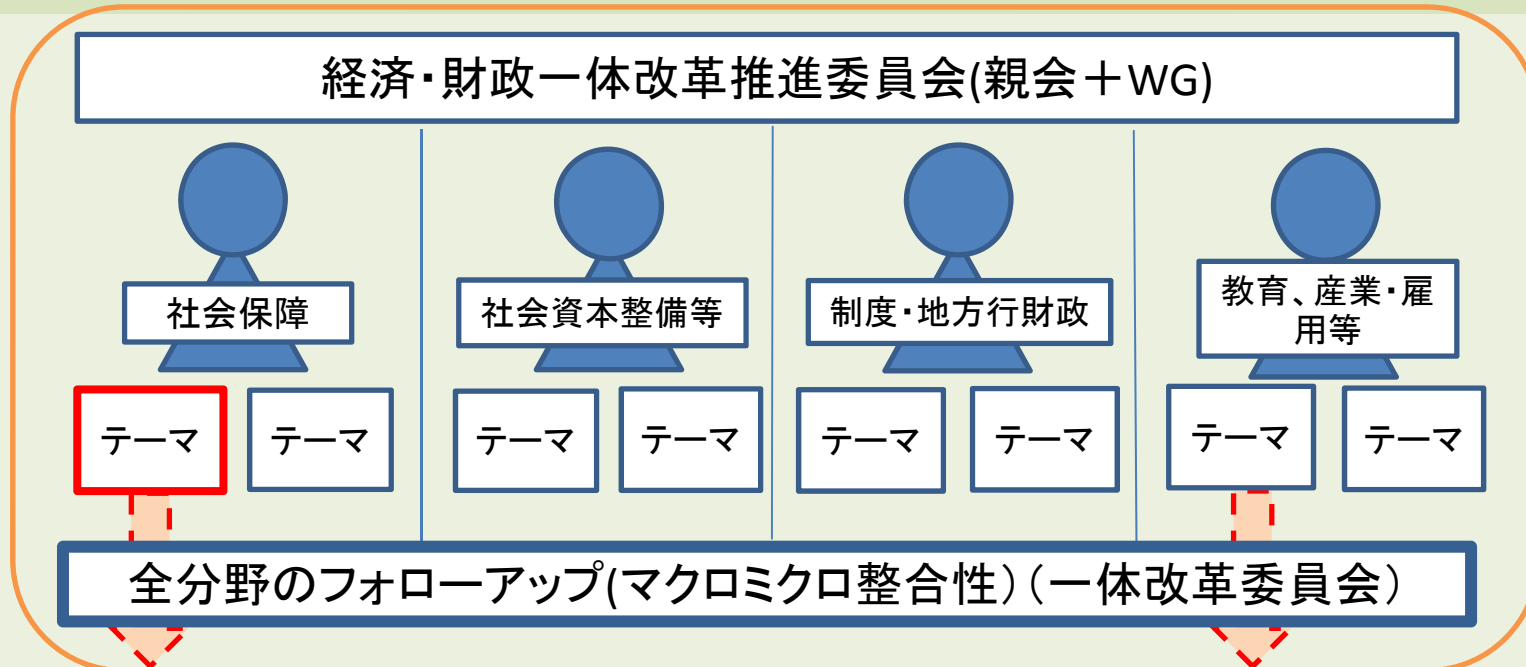 経済・財政一体改革推進委員会(親会＋WG)
社会保障
社会資本整備等
制度・地方行財政
教育、産業・雇
用等
テーマ
テーマ
テーマ
テーマ
テーマ
テーマ
テーマ
テーマ
全分野のフォローアップ(マクロミクロ整合性)（一体改革委員会）